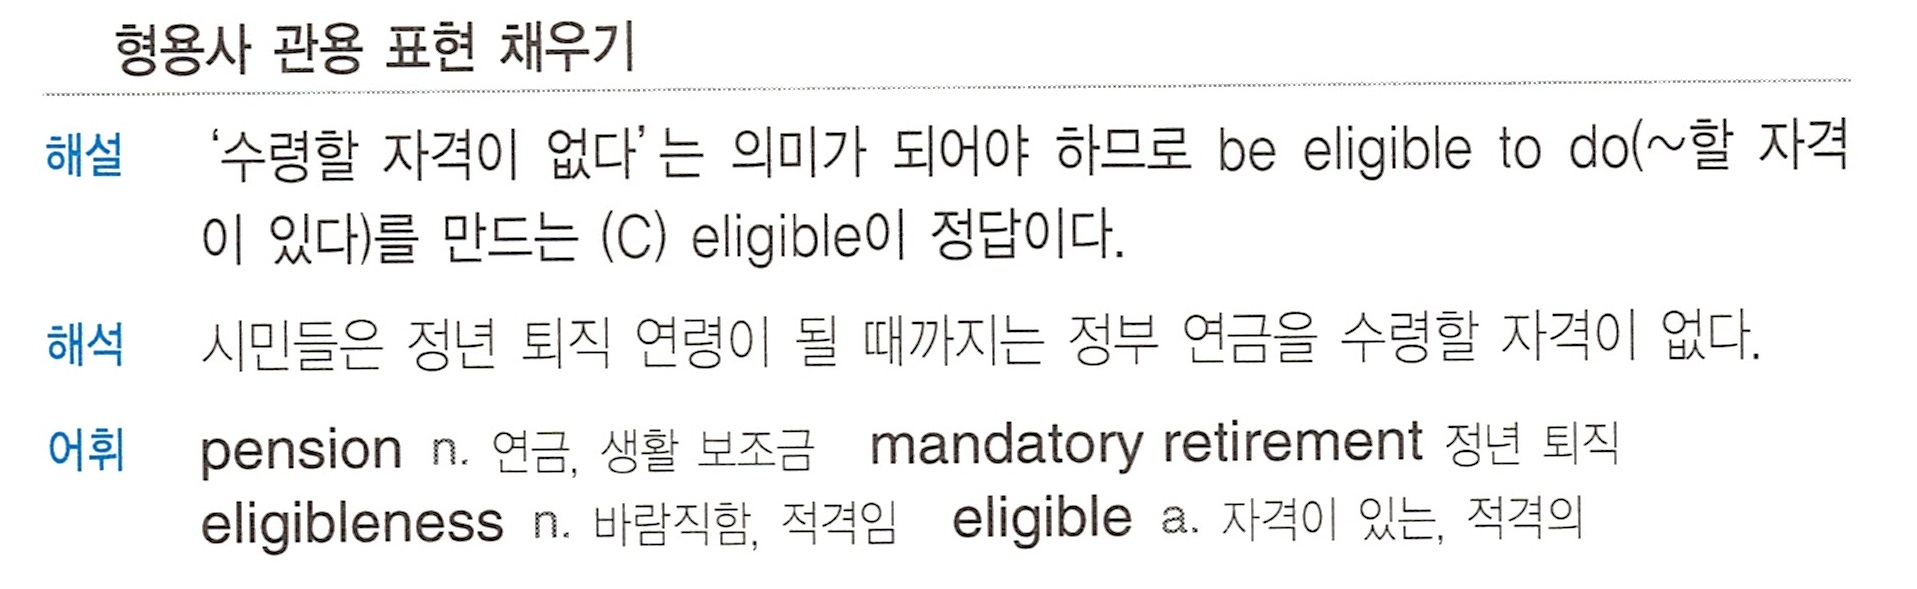 형용사 관용 표현 채우기
해설 ‘수령할 자격이 없다’는 의미가 되어야 하므로 be eligible to do(~할 자격
이 있다)를 만드는 (C) eligible이 정답이다.
해석 시민들은 정년 퇴직 연령이 될 때까지는 정부 연금을 수령할 자격이 없다.
어휘 pension n. 연금, 생활 보조금 mandatory retirement 정년 퇴직
eligibleness n. 바람직함, 적격임 eligible a. 자격이 있는, 적격의